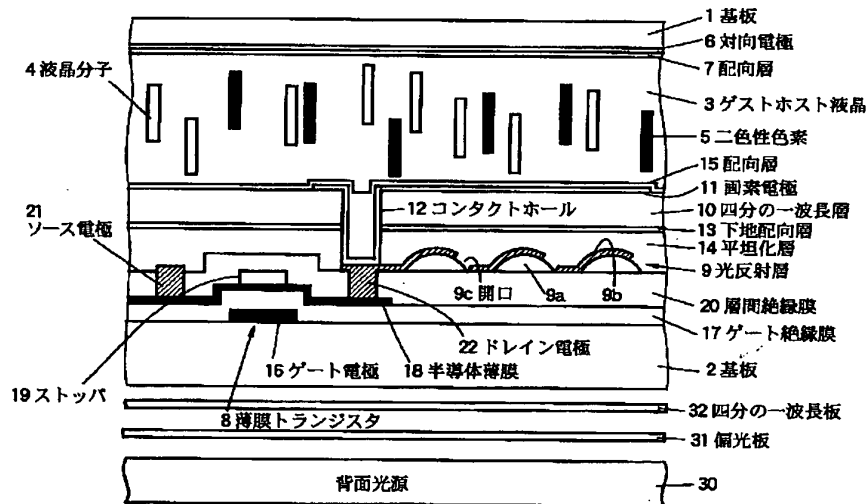 1 基板
6 対向電極
4 液晶分子
7 配向層
3 ゲストホスト液晶
5 二色性色素
15 配向層
11 画素電極
21
ソース電極
12 コンタクトホール
10 四分の一波長層
13 下地配向層
14 平坦化層
9 光反射層
9c 開口
9a
9b
20 層間絶縁膜
17 ゲート絶縁膜
22 ドレイン電極
16 ゲート電極
18 半導体薄膜
2 基板
19 ストッパ
8 薄膜トランジスタ
32 四分の一波長板
31 偏光板
背面光源
30